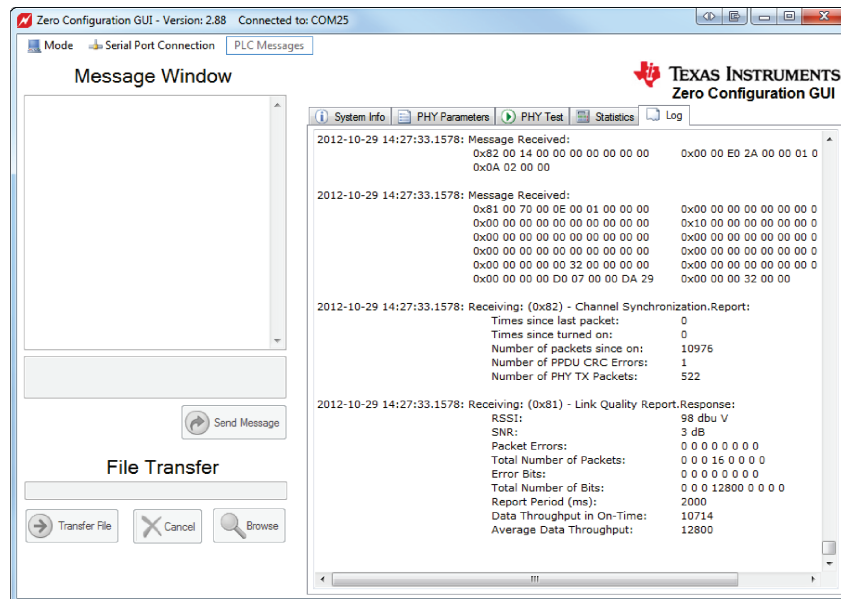 Zero Configuration GUI - Version: 2.88 Connected to: COM25
Mode Serial Port Connection PLC Messages
Message Window
TEXAS INSTRUMENTS
Zero Configuration GUI
System Info PHY Parameters PHY Test Statistics Log
2012-10-29 14:27:33.1578: Message Received:
0x82 00 14 00 00 00 00 00 00 00 0x00 00 E0 2A 00 00 01 0
0x0A 02 00 00
2012-10-29 14:27:33.1578: Message Received:
0x81 00 70 00 0E 00 01 00 00 00 0x00 00 00 00 00 00 00 0
0x00 00 00 00 00 00 00 00 00 00 0x10 00 00 00 00 00 00 0
0x00 00 00 00 00 00 00 00 00 00 0x00 00 00 00 00 00 00 0
0x00 00 00 00 00 00 00 00 00 00 0x00 00 00 00 00 00 00 0
0x00 00 00 00 00 32 00 00 00 00 0x00 00 00 00 00 00 00 0
0x00 00 00 00 D0 07 00 00 DA 29 0x00 00 00 32 00 00
2012-10-29 14:27:33.1578: Receiving: (0x82) - Channel Synchronization.Report:
Times since last packet: 0
Times since turned on: 0
Number of packets since on: 10976
Number of PPDU CRC Errors: 1
Number of PHY TX Packets: 522
2012-10-29 14:27:33.1578: Receiving: (0x81) - Link Quality Report.Response:
RSSI: 98 dbu V
SNR: 3 dB
Packet Errors: 0 0 0 0 0 0 0 0
Total Number of Packets: 0 0 0 16 0 0 0 0
Error Bits: 0 0 0 0 0 0 0 0
Total Number of Bits: 0 0 0 12800 0 0 0 0
Report Period (ms): 2000
Data Throughput in On-Time: 10714
Average Data Throughput: 12800
Send Message
File Transfer
Transfer File Cancel Browse